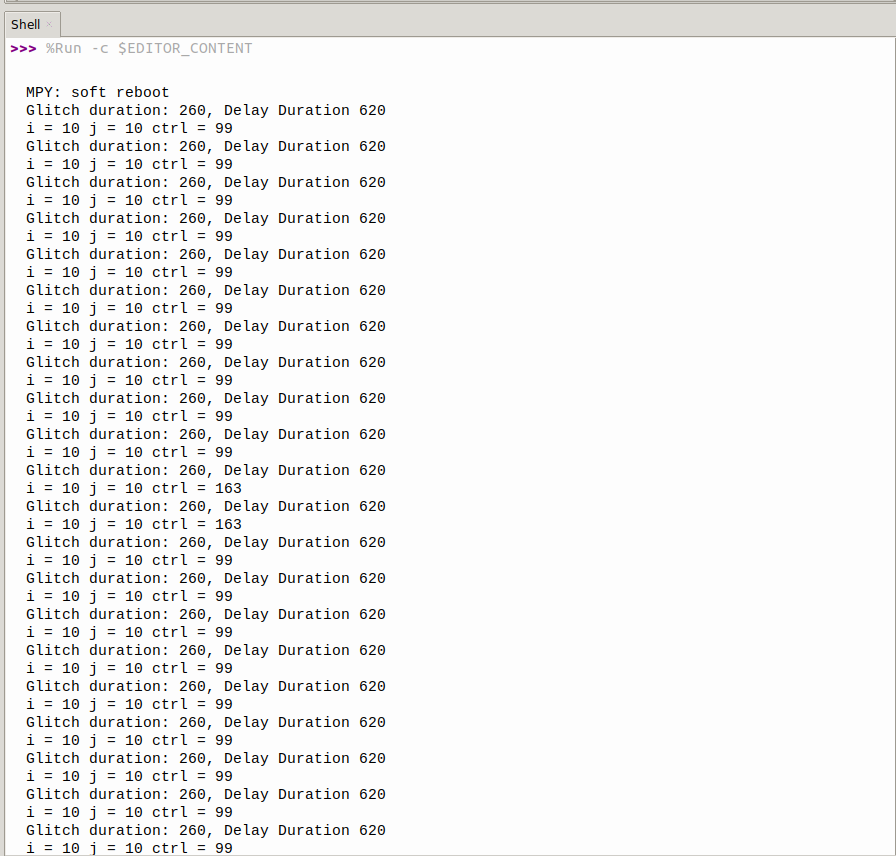 Shell ×
>>> %Run -c $EDITOR_CONTENT
MPY: soft reboot
Glitch duration: 260, Delay Duration 620
i = 10 j = 10 ctrl = 99
Glitch duration: 260, Delay Duration 620
i = 10 j = 10 ctrl = 99
Glitch duration: 260, Delay Duration 620
i = 10 j = 10 ctrl = 99
Glitch duration: 260, Delay Duration 620
i = 10 j = 10 ctrl = 99
Glitch duration: 260, Delay Duration 620
i = 10 j = 10 ctrl = 99
Glitch duration: 260, Delay Duration 620
i = 10 j = 10 ctrl = 99
Glitch duration: 260, Delay Duration 620
i = 10 j = 10 ctrl = 99
Glitch duration: 260, Delay Duration 620
i = 10 j = 10 ctrl = 99
Glitch duration: 260, Delay Duration 620
i = 10 j = 10 ctrl = 99
Glitch duration: 260, Delay Duration 620
i = 10 j = 10 ctrl = 99
Glitch duration: 260, Delay Duration 620
i = 10 j = 10 ctrl = 163
Glitch duration: 260, Delay Duration 620
i = 10 j = 10 ctrl = 163
Glitch duration: 260, Delay Duration 620
i = 10 j = 10 ctrl = 99
Glitch duration: 260, Delay Duration 620
i = 10 j = 10 ctrl = 99
Glitch duration: 260, Delay Duration 620
i = 10 j = 10 ctrl = 99
Glitch duration: 260, Delay Duration 620
i = 10 j = 10 ctrl = 99
Glitch duration: 260, Delay Duration 620
i = 10 j = 10 ctrl = 99
Glitch duration: 260, Delay Duration 620
i = 10 j = 10 ctrl = 99
Glitch duration: 260, Delay Duration 620
i = 10 j = 10 ctrl = 99
Glitch duration: 260, Delay Duration 620
i = 10 j = 10 ctrl = 99
Glitch duration: 260, Delay Duration 620
i = 10 j = 10 ctrl = 99